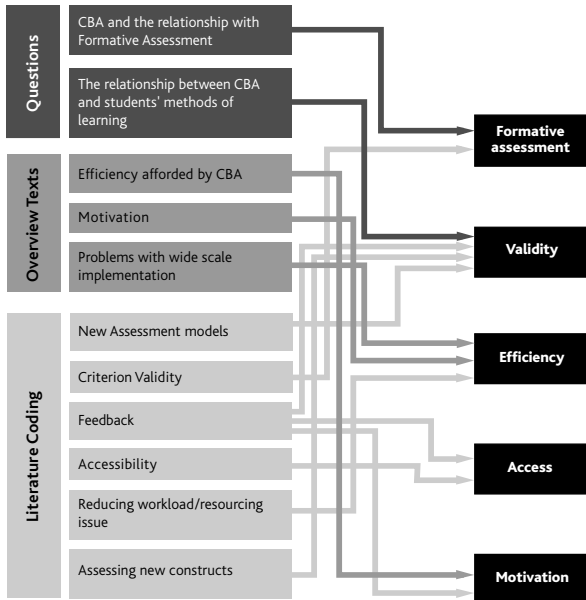 Questions
CBA and the relationship with
Formative Assessment
The relationship between CBA
and students' methods of
learning
Overview Texts
Efficiency afforded by CBA
Motivation
Problems with wide scale
implementation
Literature Coding
New Assessment models
Criterion Validity
Feedback
Accessibility
Reducing workload/resourcing
issue
Assessing new constructs
Formative
assessment
Validity
Efficiency
Access
Motivation